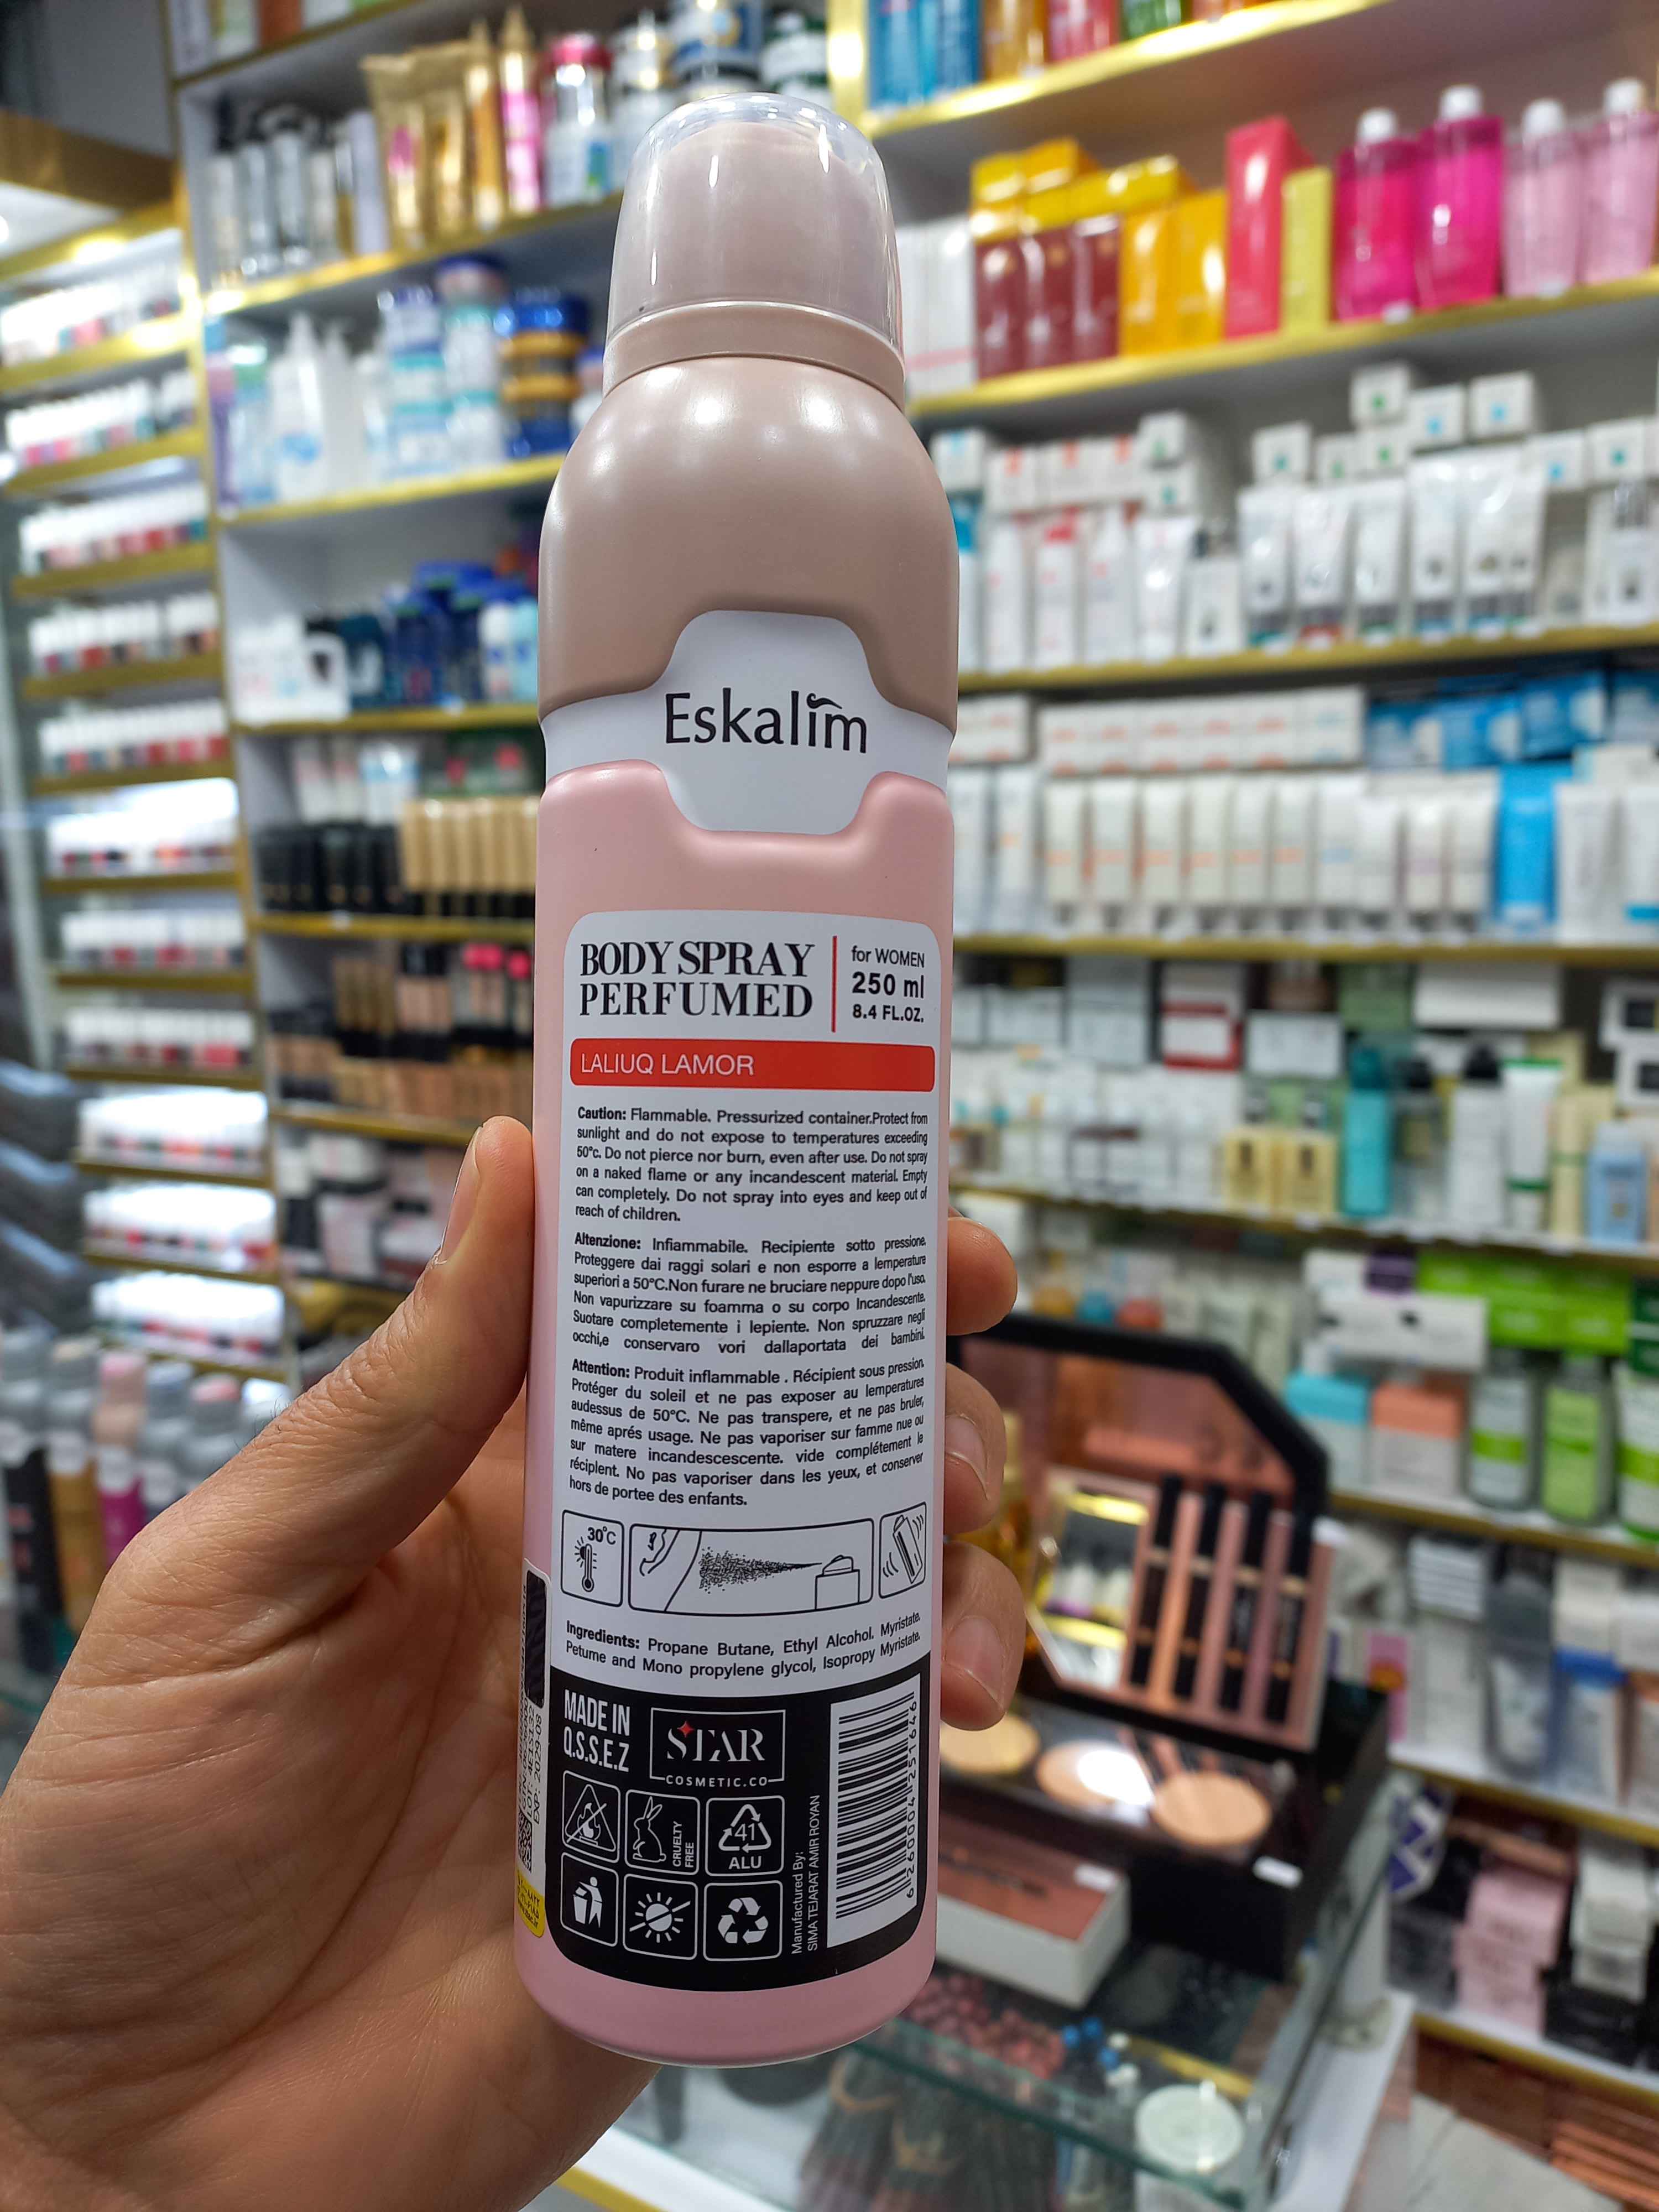 Eskalim
BODY SPRAY
PERFUMED
for WOMEN
250 ml
8.4 FL.OZ.
LALIUQ LAMOR
Caution: Flammable. Pressurized container.Protect from
sunlight and do not expose to temperatures exceeding
50°c. Do not pierce nor burn, even after use. Do not spray
on a naked flame or any incandescent material. Empty
can completely. Do not spray into eyes and keep out of
reach of children.
Altenzione: Infiammabile. Recipiente sotto pressione.
Proteggere dai raggi solari e non esporre a lemperature
superiori a 50°C.Non furare ne bruciare neppure dopo l'uso.
Non vapurizzare su foamma o su corpo Incandescente.
Suotare completemente i lepiente. Non spruzzare negli
occhi,e conservaro vori dallaportata dei bambini.
Attention: Produit inflammable . Récipient sous pression.
Protéger du soleil et ne pas exposer au lemperatures
audessus de 50°C. Ne pas transpere, et ne pas bruler,
même aprés usage. Ne pas vaporiser sur famme nue ou
sur matere incandescescente. vide complétement le
réciplent. No pas vaporiser dans les yeux, et conserver
hors de portee des enfants.
30°C
Ingredients: Propane Butane, Ethyl Alcohol. Myristate.
Petume and Mono propylene glycol, Isopropy Myristate.
MADE IN
Q.S.S.E.Z
STAR
COSMETIC.CO
CRUELTY
FREE
41
ALU
Manufactured By:
SIMA TEJARAT AMIR ROYAN
6 260004 251646
EXP: 2029-08